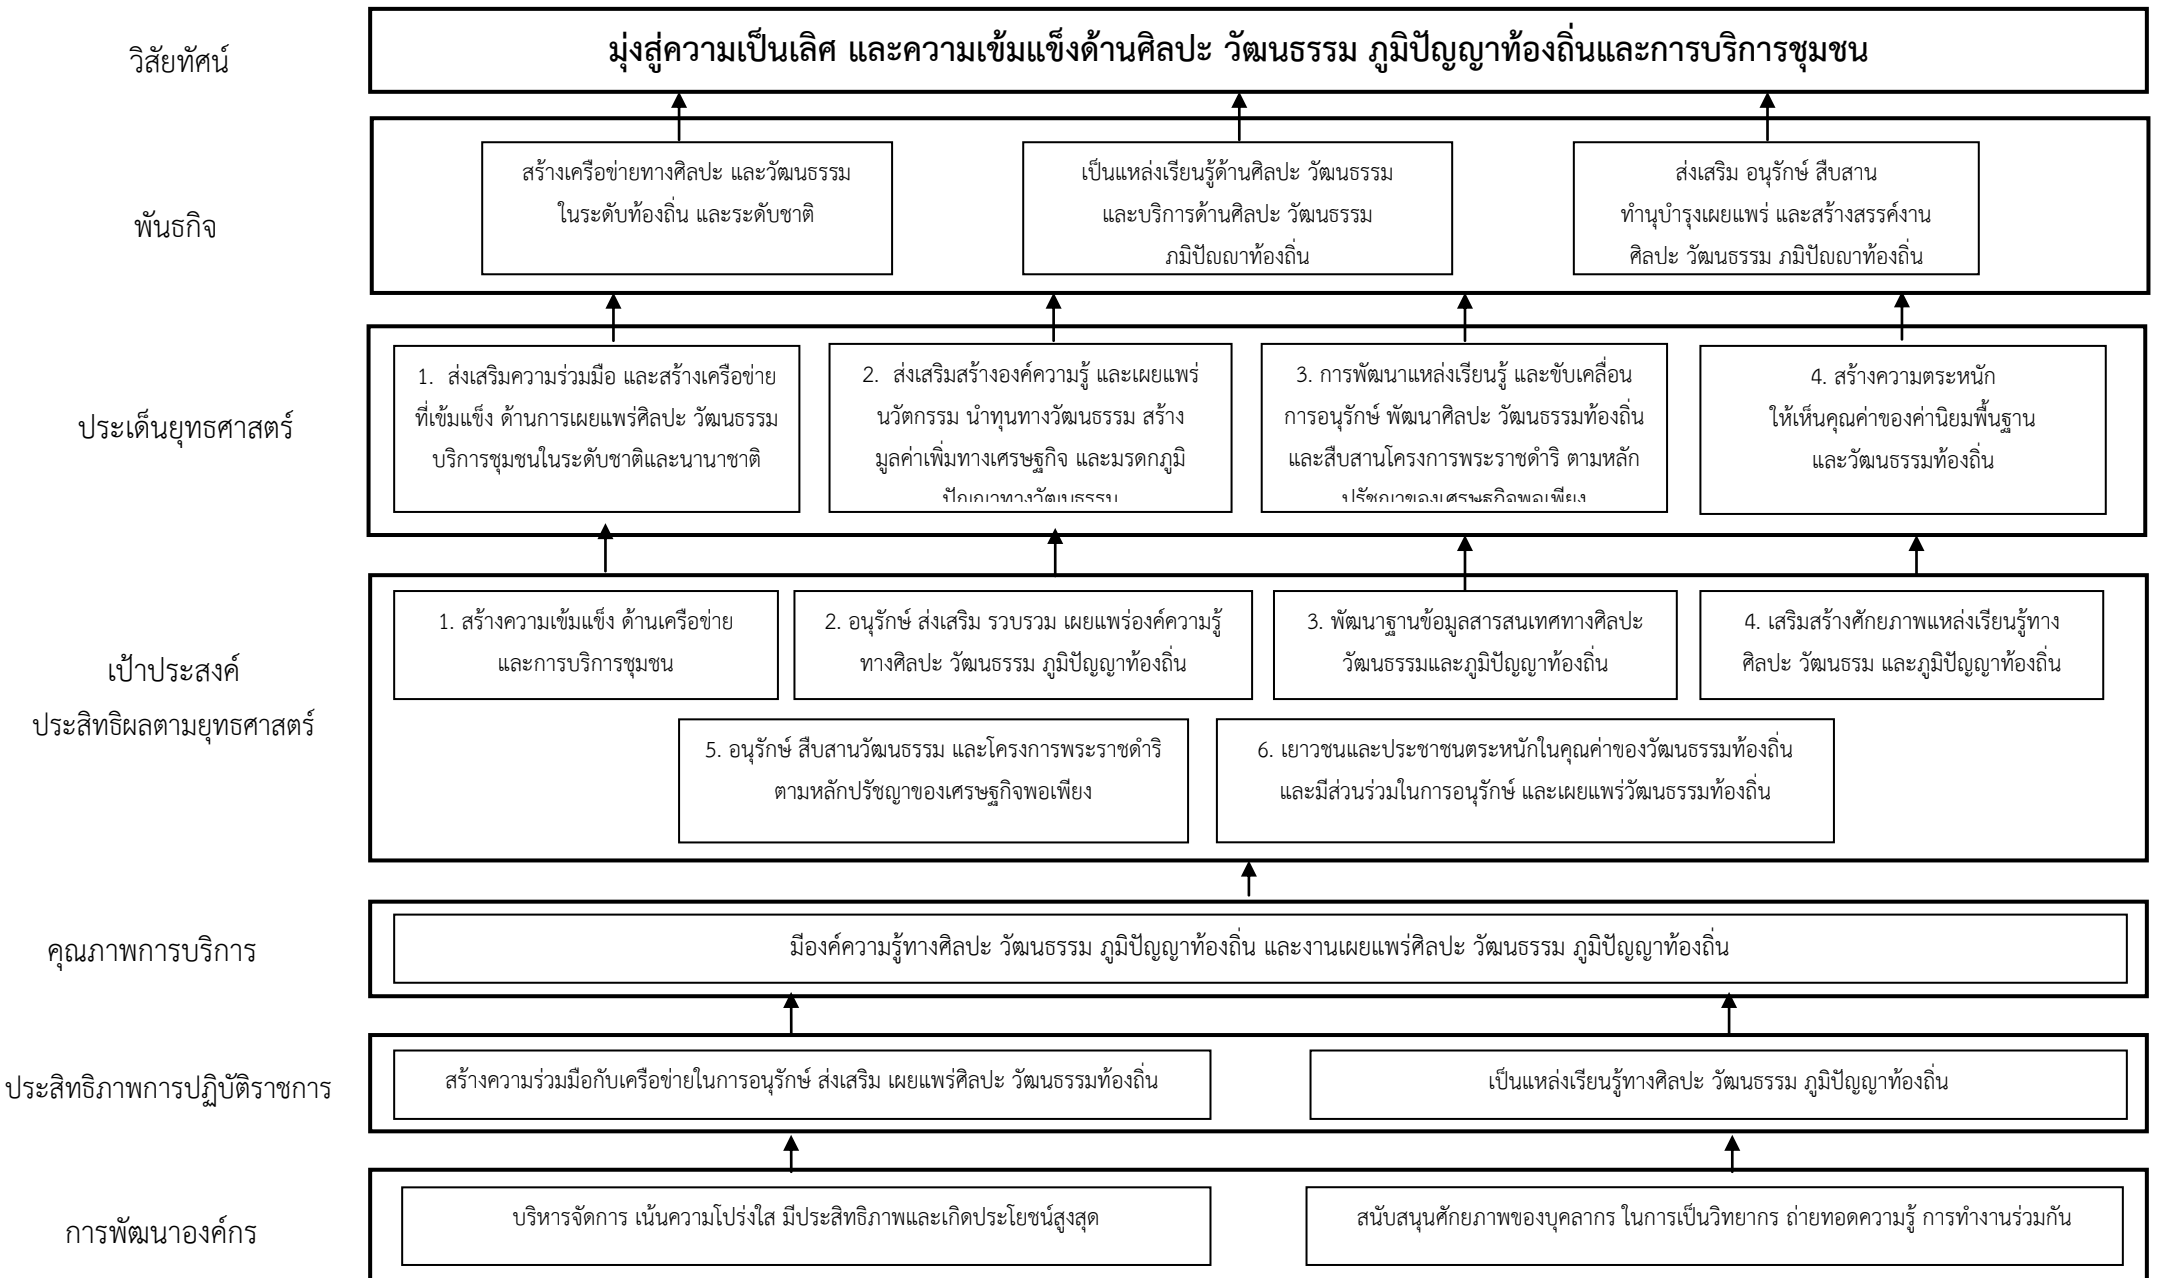 วิสัยทัศน์
มุ่งสู่ความเป็นเลิศ และความเข้มแข็งด้านศิลปะ วัฒนธรรม ภูมิปัญญาท้องถิ่นและการบริการชุมชน
พันธกิจ
สร้างเครือข่ายทางศิลปะ และวัฒนธรรม
ในระดับท้องถิ่น และระดับชาติ
เป็นแหล่งเรียนรู้ด้านศิลปะ วัฒนธรรม
และบริการด้านศิลปะ วัฒนธรรม
ภูมิปัญญาท้องถิ่น
ส่งเสริม อนุรักษ์ สืบสาน
ทำนุบำรุงเผยแพร่ และสร้างสรรค์งาน
ศิลปะ วัฒนธรรม ภูมิปัญญาท้องถิ่น
ประเด็นยุทธศาสตร์
1. ส่งเสริมความร่วมมือ และสร้างเครือข่าย
ที่เข้มแข็ง ด้านการเผยแพร่ศิลปะ วัฒนธรรม
บริการชุมชนในระดับชาติและนานาชาติ
2. ส่งเสริมสร้างองค์ความรู้ และเผยแพร่
นวัตกรรม นำทุนทางวัฒนธรรม สร้าง
มูลค่าเพิ่มทางเศรษฐกิจ และมรดกภูมิ
ปัญญาทางวัฒนธรรม
3. การพัฒนาแหล่งเรียนรู้ และขับเคลื่อน
การอนุรักษ์ พัฒนาศิลปะ วัฒนธรรมท้องถิ่น
และสืบสานโครงการพระราชดำริ ตามหลัก
ปรัชญาของเศรษฐกิจพอเพียง
4. สร้างความตระหนัก
ให้เห็นคุณค่าของค่านิยมพื้นฐาน
และวัฒนธรรมท้องถิ่น
เป้าประสงค์
ประสิทธิผลตามยุทธศาสตร์
1. สร้างความเข้มแข็ง ด้านเครือข่าย
และการบริการชุมชน
2. อนุรักษ์ ส่งเสริม รวบรวม เผยแพร่องค์ความรู้
ทางศิลปะ วัฒนธรรม ภูมิปัญญาท้องถิ่น
3. พัฒนาฐานข้อมูลสารสนเทศทางศิลปะ
วัฒนธรรมและภูมิปัญญาท้องถิ่น
4. เสริมสร้างศักยภาพแหล่งเรียนรู้ทาง
ศิลปะ วัฒนธรม และภูมิปัญญาท้องถิ่น
5. อนุรักษ์ สืบสานวัฒนธรรม และโครงการพระราชดำริ
ตามหลักปรัชญาของเศรษฐกิจพอเพียง
6. เยาวชนและประชาชนตระหนักในคุณค่าของวัฒนธรรมท้องถิ่น
และมีส่วนร่วมในการอนุรักษ์ และเผยแพร่วัฒนธรรมท้องถิ่น
คุณภาพการบริการ
มีองค์ความรู้ทางศิลปะ วัฒนธรรม ภูมิปัญญาท้องถิ่น และงานเผยแพร่ศิลปะ วัฒนธรรม ภูมิปัญญาท้องถิ่น
ประสิทธิภาพการปฏิบัติราชการ
สร้างความร่วมมือกับเครือข่ายในการอนุรักษ์ ส่งเสริม เผยแพร่ศิลปะ วัฒนธรรมท้องถิ่น
เป็นแหล่งเรียนรู้ทางศิลปะ วัฒนธรรม ภูมิปัญญาท้องถิ่น
การพัฒนาองค์กร
บริหารจัดการ เน้นความโปร่งใส มีประสิทธิภาพและเกิดประโยชน์สูงสุด
สนับสนุนศักยภาพของบุคลากร ในการเป็นวิทยากร ถ่ายทอดความรู้ การทำงานร่วมกัน